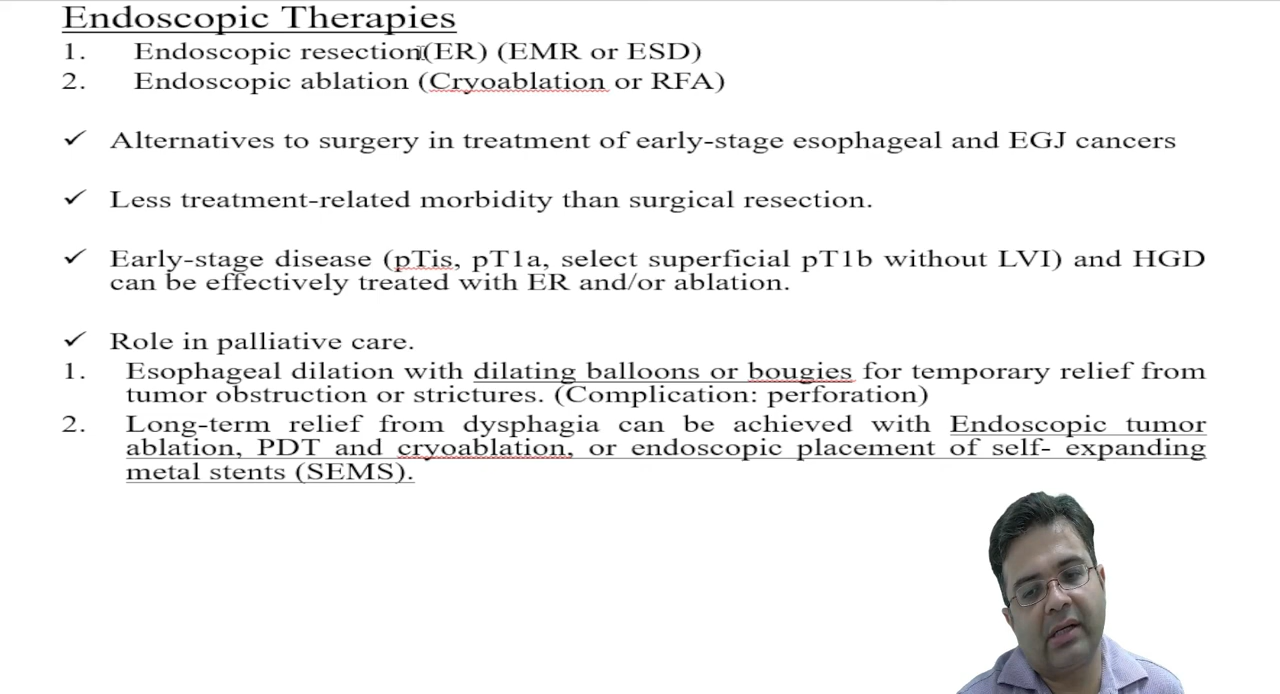 Endoscopic Therapies
1. Endoscopic resection(ER) (EMR or ESD)
2. Endoscopic ablation (Cryoablation or RFA)
✓ Alternatives to surgery in treatment of early-stage esophageal and EGJ cancers
✓ Less treatment-related morbidity than surgical resection.
✓ Early-stage disease (pTis, pT1a, select superficial pT1b without LVI) and HGD
can be effectively treated with ER and/or ablation.
✓ Role in palliative care.
1. Esophageal dilation with dilating balloons or bougies for temporary relief from
tumor obstruction or strictures. (Complication: perforation)
2. Long-term relief from dysphagia can be achieved with Endoscopic tumor
ablation, PDT and cryoablation, or endoscopic placement of self- expanding
metal stents (SEMS).